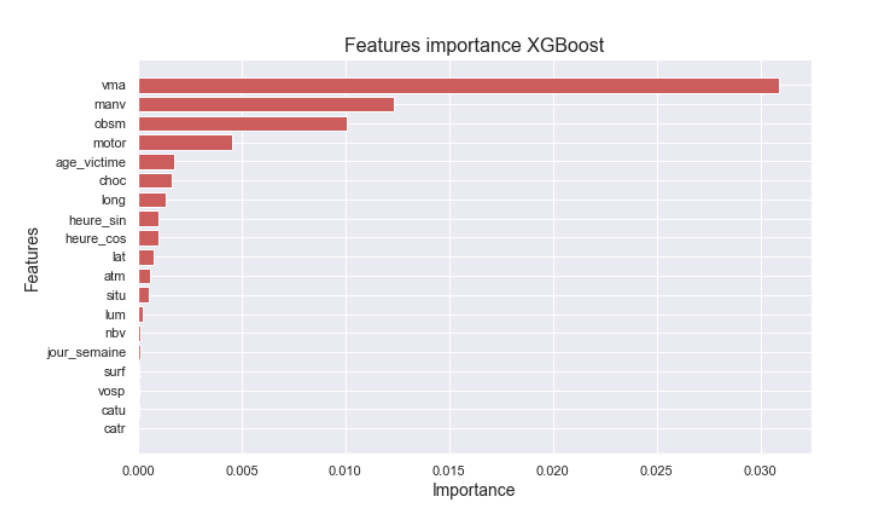 Features importance XGBoost
Features
vma
manv
obsm
motor
age_victime
choc
long
heure_sin
heure_cos
lat
atm
situ
lum
nbv
jour_semaine
surf
vosp
catu
catr
0.000 0.005 0.010 0.015 0.020 0.025 0.030
Importance